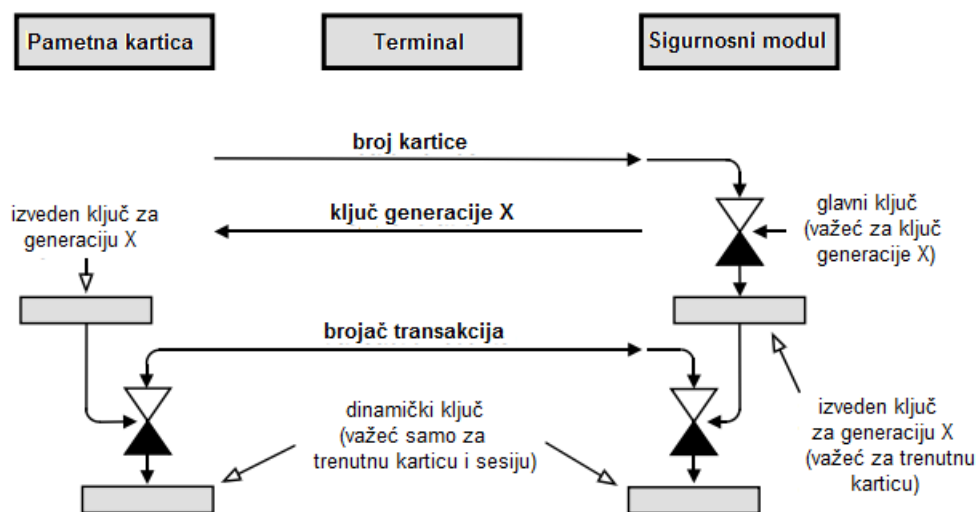 Pametna kartica
Terminal
Sigurnosni modul
broj kartice
izveden ključ za
generaciju X
ključ generacije X
glavni ključ
(važeć za ključ
generacije X)
brojač transakcija
dinamički ključ
(važeć samo za
trenutnu karticu i sesiju)
izveden ključ
za generaciju X
(važeć za trenutnu
karticu)